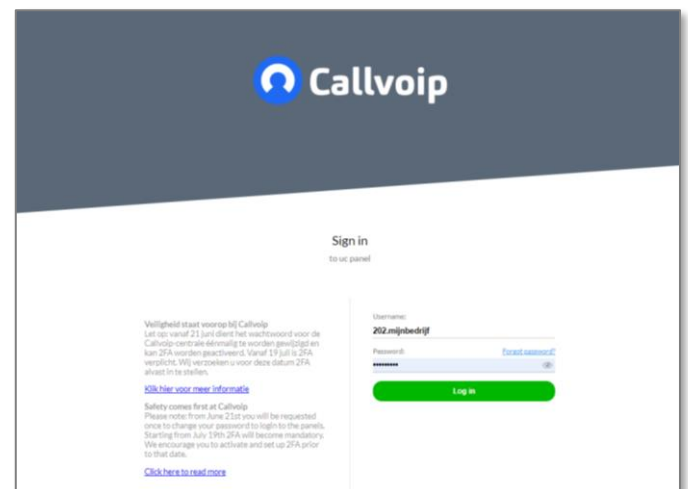 Callvoip
Sign in
to uc panel
Veiligheid staat voorop bij Callvoip
Let op: vanaf 21 juni dient het wachtwoord voor de
Callvoip-centrale éénmalig te worden gewijzigd en
kan 2FA worden geactiveerd. Vanaf 19 juli is 2FA
verplicht. Wij verzoeken u voor deze datum 2FA
alvast in te stellen.
Klik hier voor meer informatie
Safety comes first at Callvoip
Please note: from June 21st you will be requested
once to change your password to login to the panels.
Starting from July 19th 2FA will become mandatory.
We encourage you to activate and set up 2FA prior
to that date.
Click here to read more
Username:
202.mijnbedrijf
Password:
Forgot password?
Log in